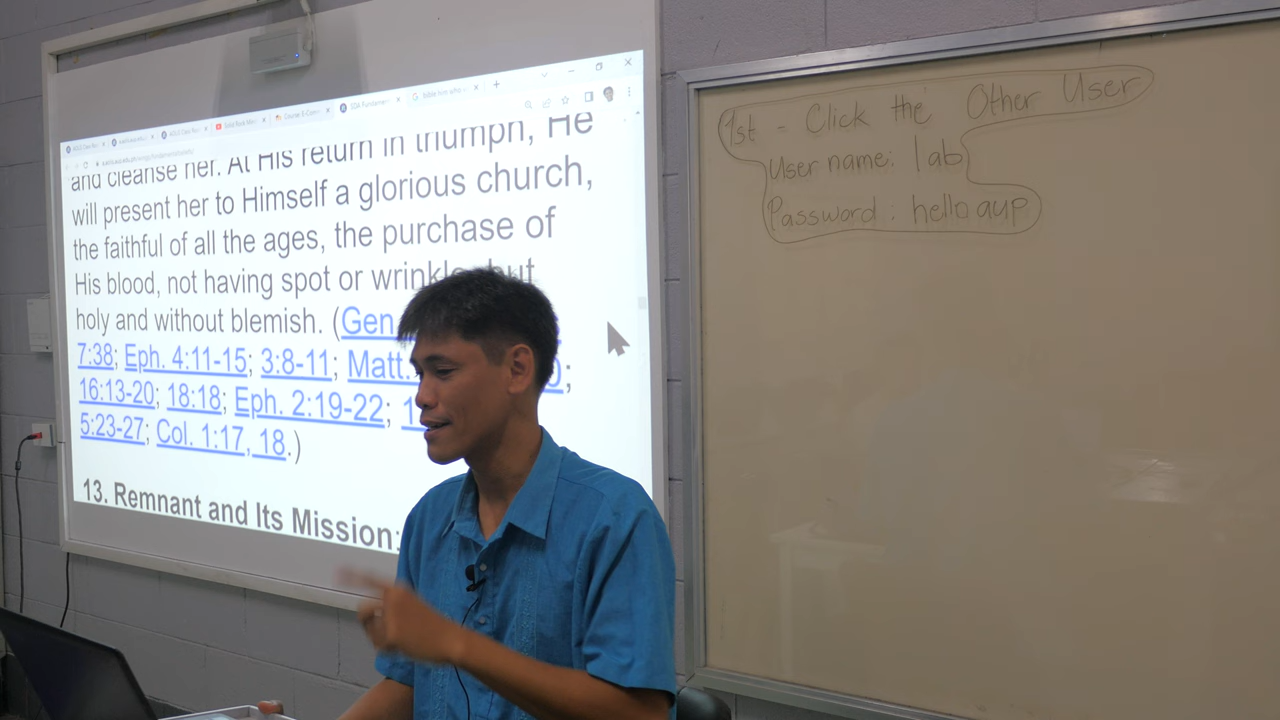 and cleanse her. At His return in triumph, He
will present her to Himself a glorious church,
the faithful of all the ages, the purchase of
His blood, not having spot or wrinkle, but
holy and without blemish. (Gen.
7:38; Eph. 4:11-15; 3:8-11; Matt.
16:13-20; 18:18; Eph. 2:19-22; 1
5:23-27; Col. 1:17, 18.)
13. Remnant and Its Mission:
1st - Click the Other User
User name: lab
Password: helloaup